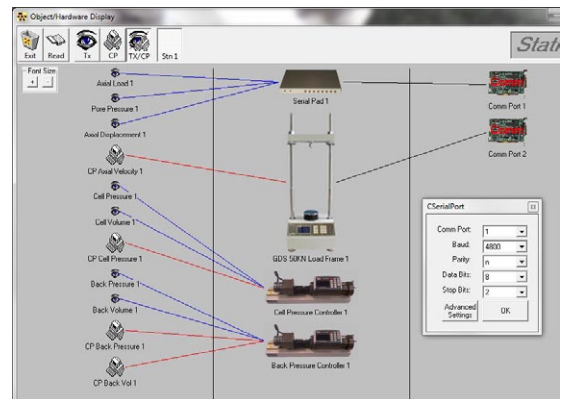 Object/Hardware Display
Exit
Read
Tx
CP
TX/CP
Stn 1
Font Size
+
-
Axial Load 1
Pore Pressure 1
Axial Displacement 1
CP Axial Velocity 1
Cell Pressure 1
Cell Volume 1
CP Cell Pressure 1
Back Pressure 1
Back Volume 1
CP Back Pressure 1
CP Back Vol 1
Serial Pad 1
GDS 50KN Load Frame 1
Cell Pressure Controller 1
Back Pressure Controller 1
Comm Port 1
Comm Port 2
CSerialPort
Comm Port: 1
Baud: 4800
Parity: n
Data Bits: 8
Stop Bits: 2
Advanced
Settings
OK